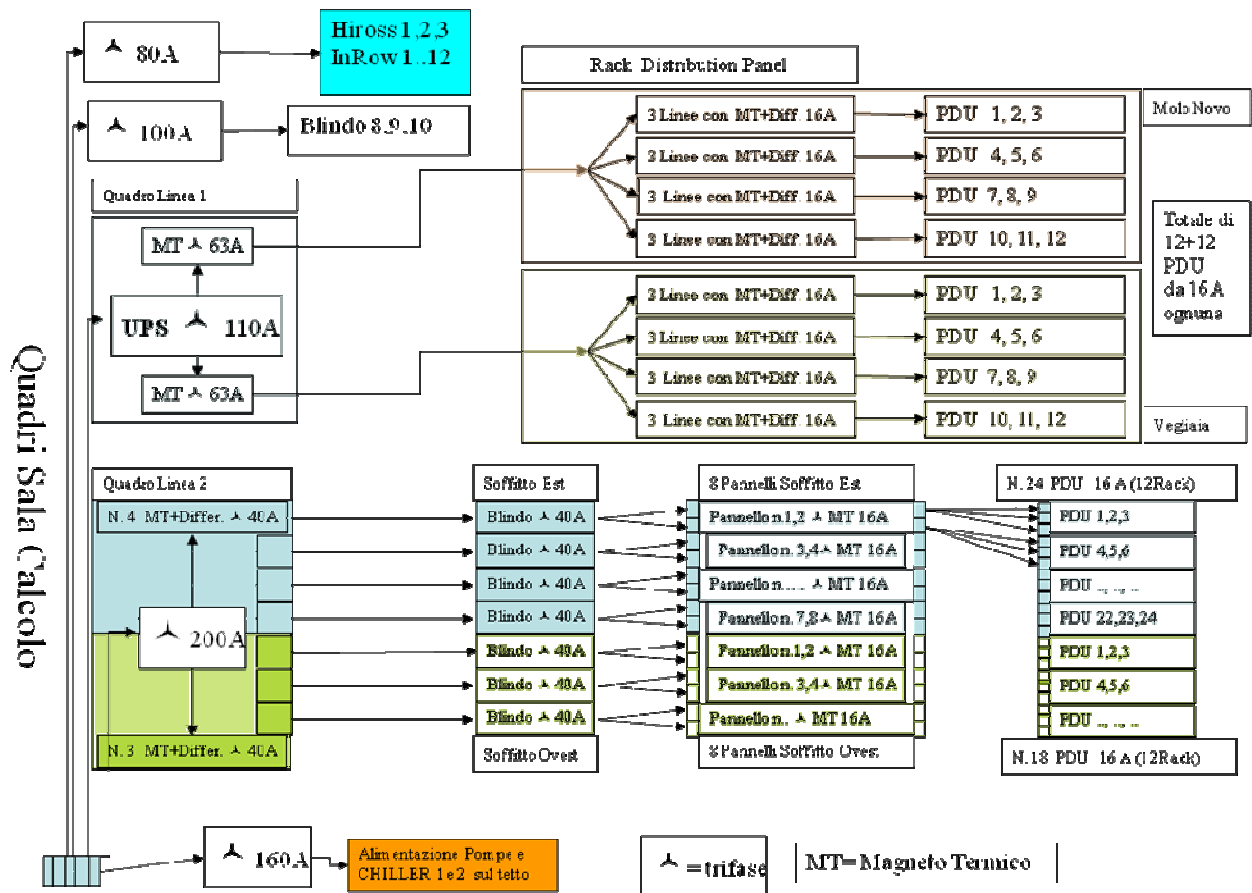 Quadri Sala Calcolo
80A
Hiross 1,2,3
InRow 1..12
100A
Blindo 8,9,10
Rack Distribution Panel
Molo Novo
3 Linee con MT+Diff. 16A
PDU 1, 2, 3
3 Linee con MT+Diff. 16A
PDU 4, 5, 6
3 Linee con MT+Diff. 16A
PDU 7, 8, 9
3 Linee con MT+Diff. 16A
PDU 10, 11, 12
Quadro Linea 1
MT 63A
UPS 110A
MT 63A
Totale di
12+12
PDU
da 16A
ognuna
3 Linee con MT+Diff. 16A
PDU 1, 2, 3
3 Linee con MT+Diff. 16A
PDU 4, 5, 6
3 Linee con MT+Diff. 16A
PDU 7, 8, 9
3 Linee con MT+Diff. 16A
PDU 10, 11, 12
Vegiaia
Quadro Linea 2
N. 4 MT+Differ. 40A
200A
N. 3 MT+Differ. 40A
Soffitto Est
Blindo 40A
Blindo 40A
Blindo 40A
Blindo 40A
Blindo 40A
Blindo 40A
Blindo 40A
Soffitto Ovest
8 Pannelli Soffitto Est
Pannello n.1,2 MT 16A
Pannello n. 3,4 MT 16A
Pannello n...... MT 16A
Pannello n. 7,8 MT 16A
Pannello n.1,2 MT 16A
Pannello n. 3,4 MT 16A
Pannello n.. MT 16A
8 Pannelli Soffitto Ovest
N. 24 PDU 16 A (12Rack)
PDU 1,2,3
PDU 4,5,6
PDU .., .., ..
PDU 22,23,24
PDU 1,2,3
PDU 4,5,6
PDU .., .., ..
N.18 PDU 16 A (12Rack)
160A
Alimentazione Pompe e
CHILLER 1 e 2 sul tetto
=trifase
MT= Magneto Termico